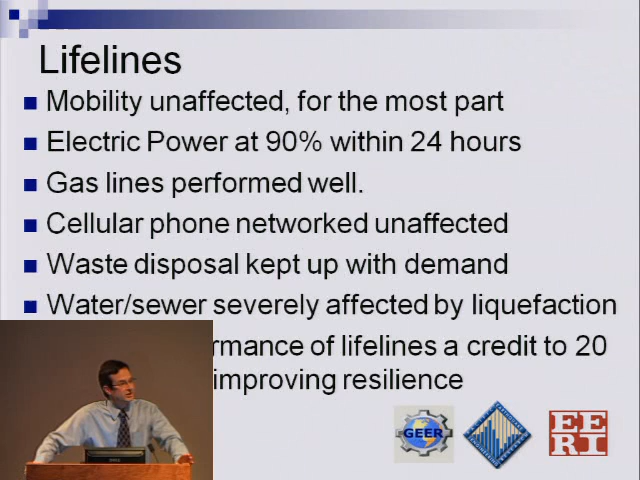 Lifelines
Mobility unaffected, for the most part
Electric Power at 90% within 24 hours
Gas lines performed well.
Cellular phone networked unaffected
Waste disposal kept up with demand
Water/sewer severely affected by liquefaction
rmance of lifelines a credit to 20
improving resilience
GEER
EE
RI